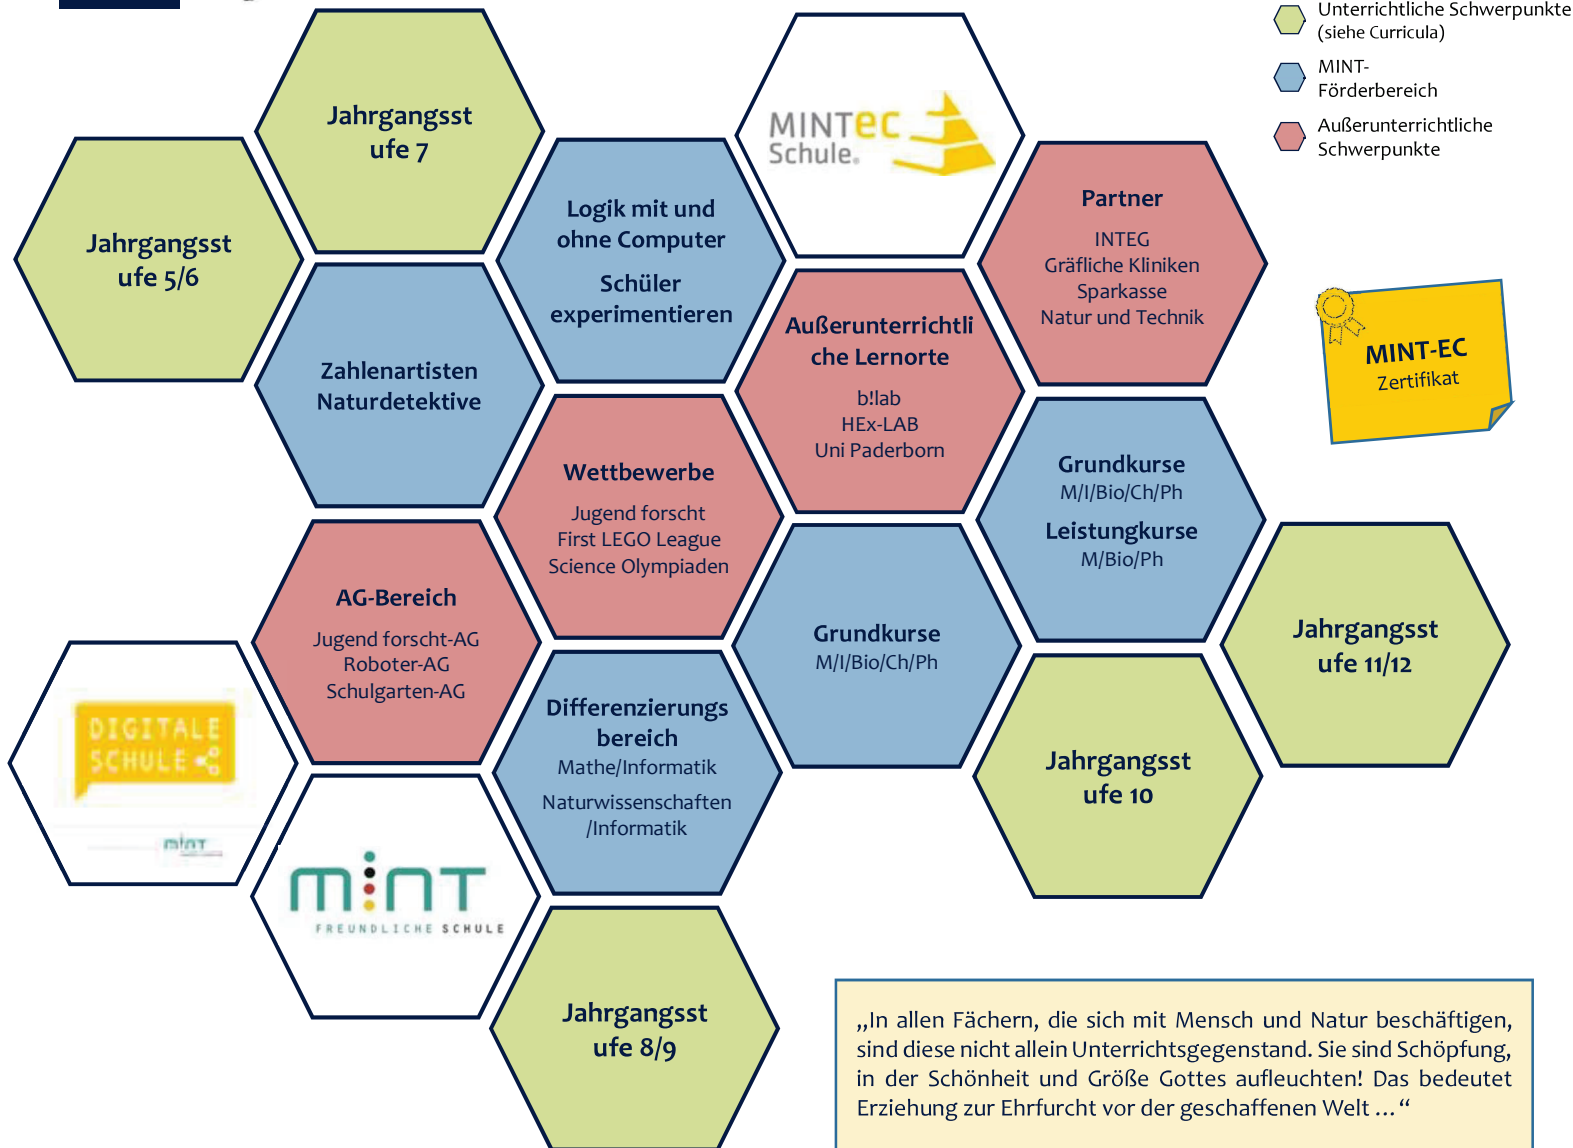 Unterrichtliche Schwerpunkte
(siehe Curricula)
MINT-
Förderbereich
Außerunterrichtliche
Schwerpunkte
Jahrgangsst
ufe 7
MINTec
Schule.
Jahrgangsst
ufe 5/6
Logik mit und
ohne Computer
Schüler
experimentieren
Partner
INTEG
Gräfliche Kliniken
Sparkasse
Natur und Technik
Zahlenartisten
Naturdetektive
Außerunterrichtli
che Lernorte
b!lab
HEx-LAB
Uni Paderborn
MINT-EC
Zertifikat
Wettbewerbe
Jugend forscht
First LEGO League
Science Olympiaden
Grundkurse
M/I/Bio/Ch/Ph
Leistungkurse
M/Bio/Ph
AG-Bereich
Jugend forscht-AG
Roboter-AG
Schulgarten-AG
Grundkurse
M/I/Bio/Ch/Ph
Jahrgangsst
ufe 11/12
DIGITALE
SCHULE
mint
Differenzierungs
bereich
Mathe/Informatik
Naturwissenschaften
/Informatik
Jahrgangsst
ufe 10
mint
FREUNDLICHE SCHULE
Jahrgangsst
ufe 8/9
„In allen Fächern, die sich mit Mensch und Natur beschäftigen,
sind diese nicht allein Unterrichtsgegenstand. Sie sind Schöpfung,
in der Schönheit und Größe Gottes aufleuchten! Das bedeutet
Erziehung zur Ehrfurcht vor der geschaffenen Welt …“